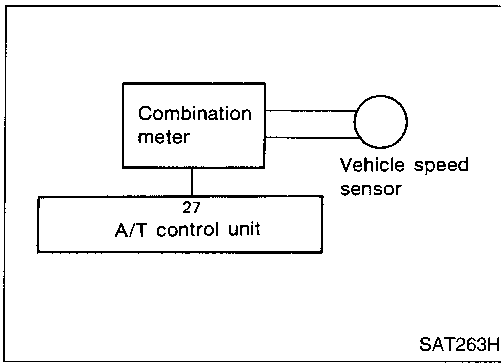 Combination
meter
Vehicle speed
sensor
27
A/T control unit
SAT263H